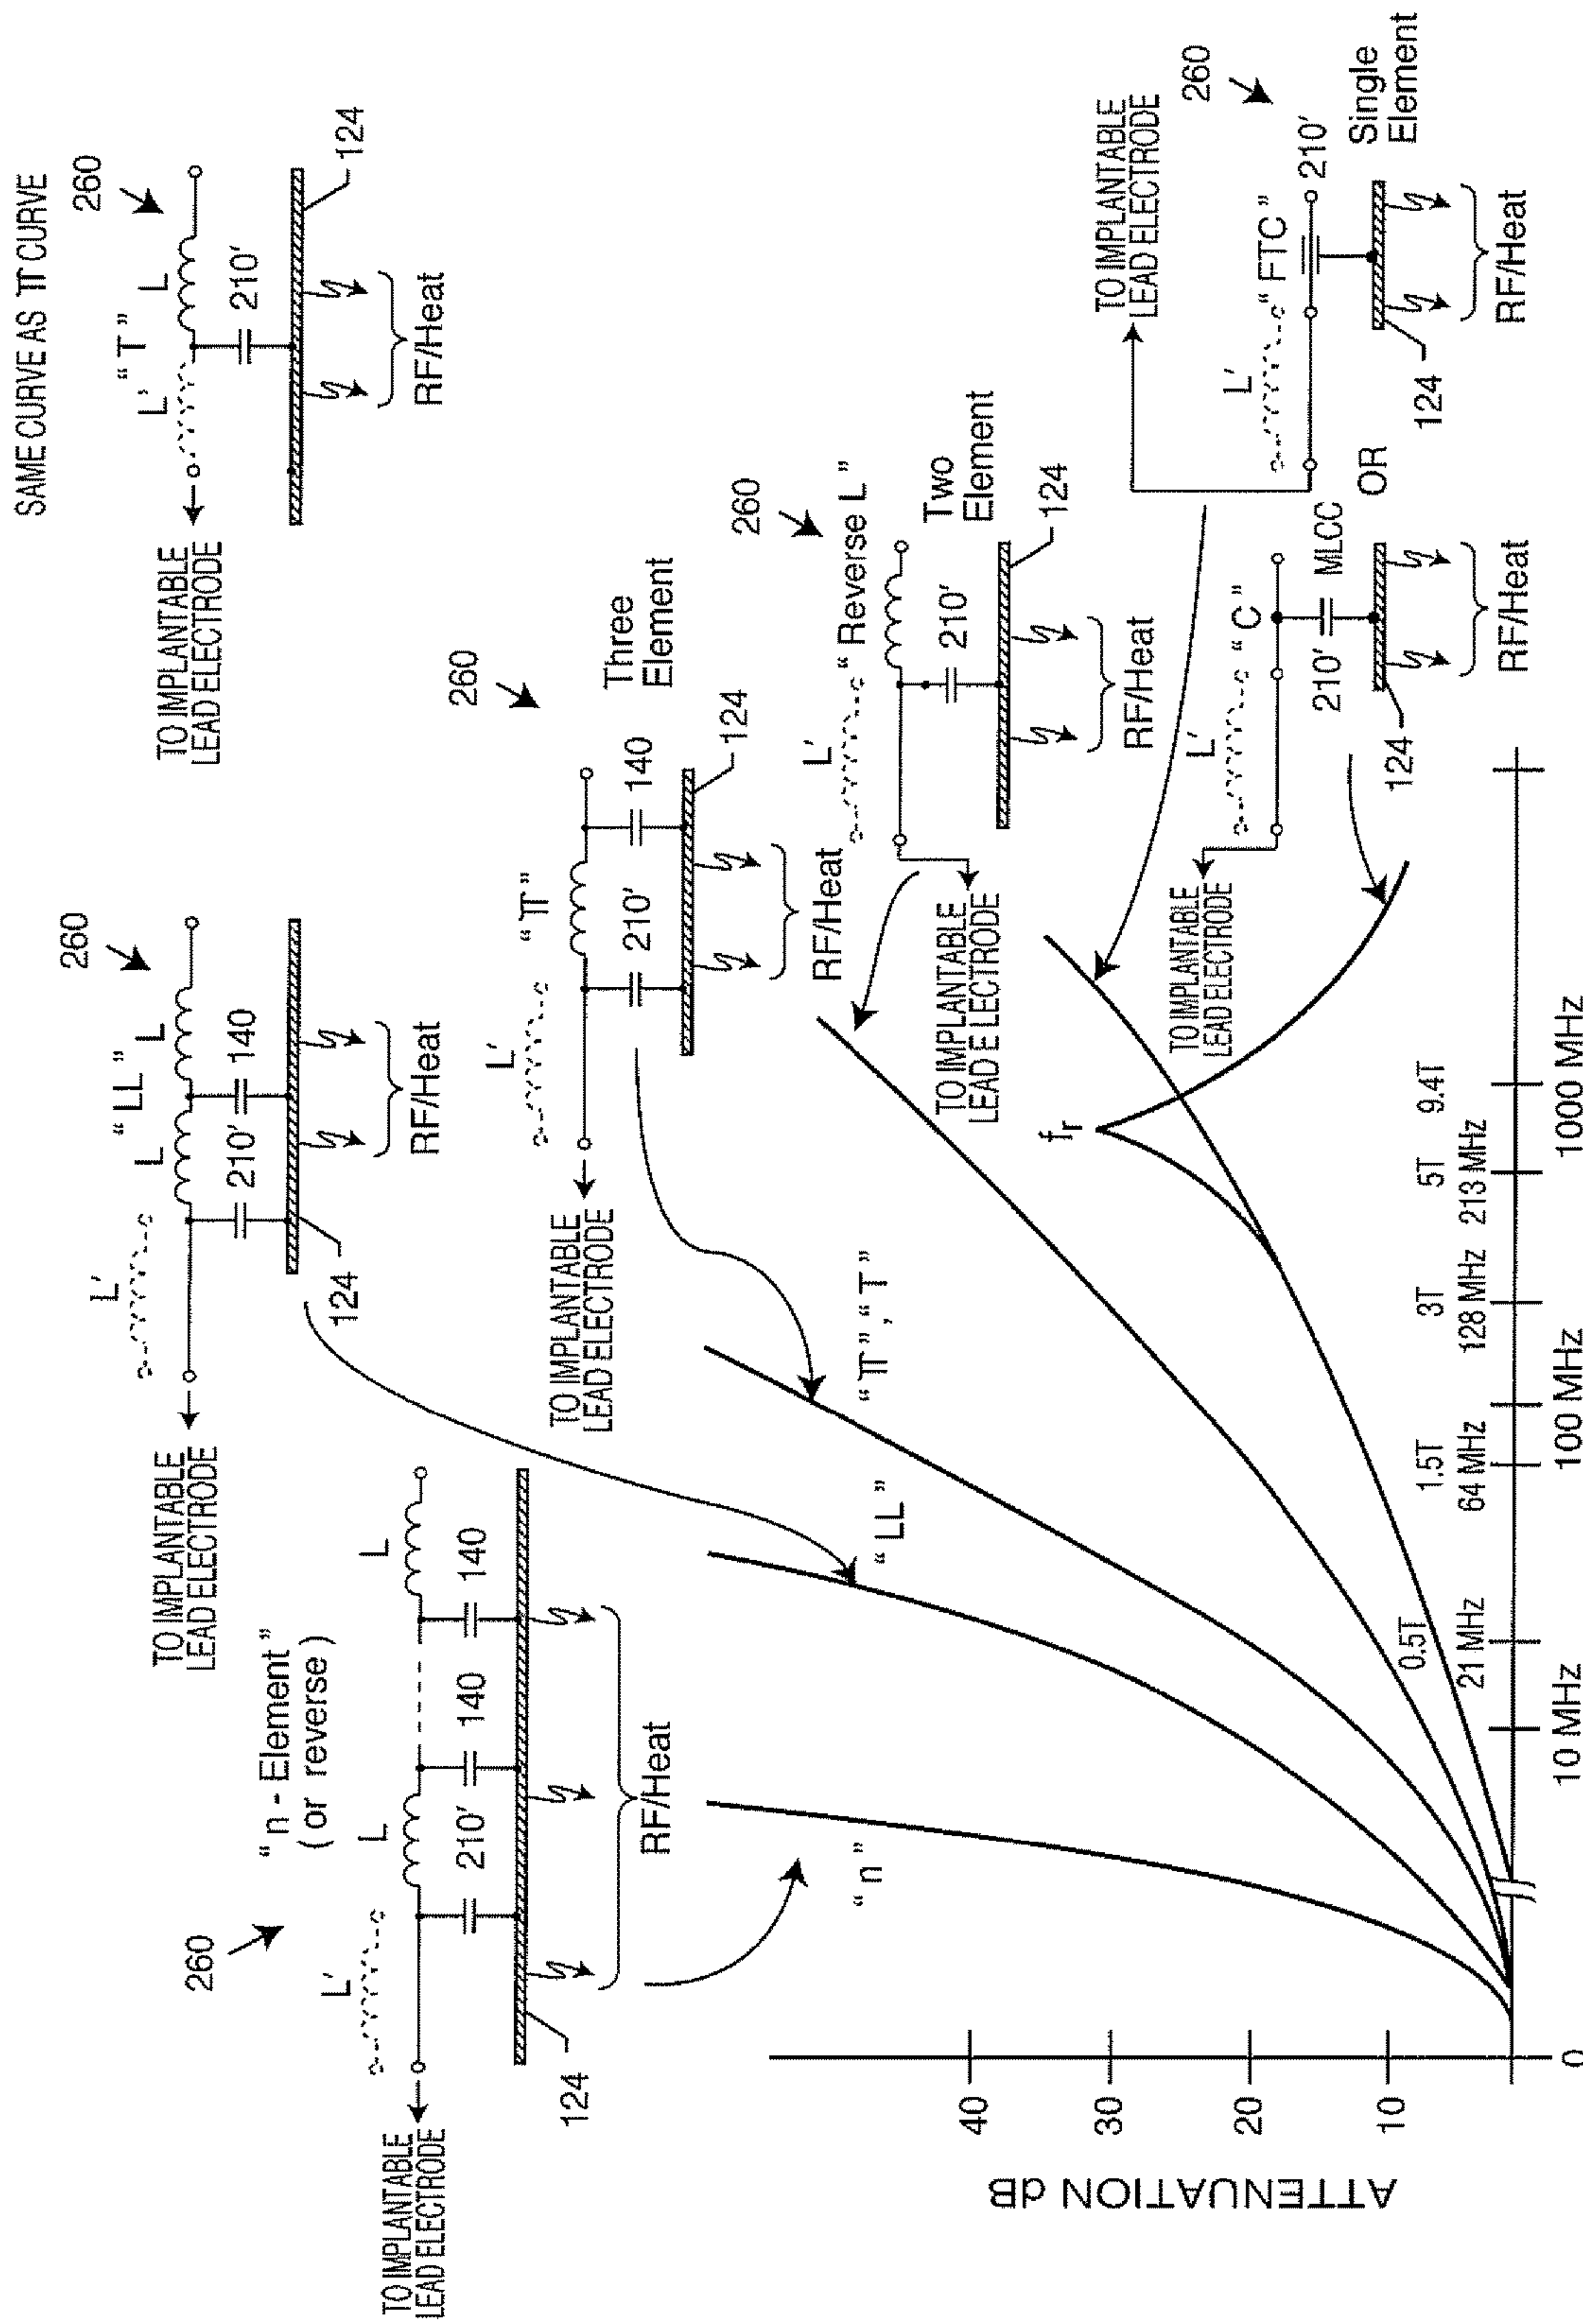 SAME CURVE AS π CURVE
260
“T”
L'
L
210'
124
TO IMPLANTABLE
LEAD ELECTRODE
RF/Heat
260
“LL”
L'
L
L
210'
140
124
TO IMPLANTABLE
LEAD ELECTRODE
RF/Heat
“n - Element”
(or reverse)
260
L'
L
L
210'
140
140
124
TO IMPLANTABLE
LEAD ELECTRODE
RF/Heat
260
Three
Element
“π”
L'
210'
140
124
TO IMPLANTABLE
LEAD ELECTRODE
RF/Heat
260
“Reverse L”
Two
Element
L'
210'
124
TO IMPLANTABLE
LEAD ELECTRODE
RF/Heat
L'
“C”
210'
MLCC
124
TO IMPLANTABLE
LEAD ELECTRODE
RF/Heat
OR
TO IMPLANTABLE
LEAD ELECTRODE
260
L'
“FTC”
210'
Single
Element
124
RF/Heat
“n”
“LL”
“π”, “T”
fr
ATTENUATION dB
40
30
20
10
0.5T
1.5T
3T
5T
9.4T
21 MHz
64 MHz
128 MHz
213 MHz
0
10 MHz
100 MHz
1000 MHz